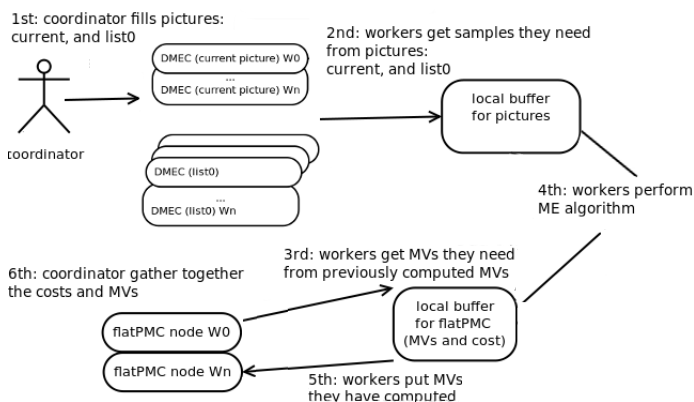 1st: coordinator fills pictures:
current, and list0
coordinator
DMEC (current picture) W0
...
DMEC (current picture) Wn
DMEC (list0)
...
DMEC (list0) Wn
2nd: workers get samples they need
from pictures:
current, and list0
local buffer
for pictures
4th: workers perform
ME algorithm
3rd: workers get MVs they need
from previously computed MVs
6th: coordinator gather together
the costs and MVs
local buffer
for flatPMC
(MVs and cost)
flatPMC node W0
flatPMC node Wn
5th: workers put MVs
they have computed